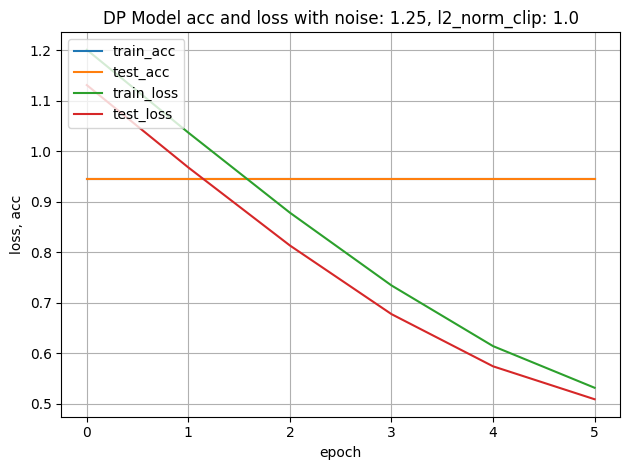 DP Model acc and loss with noise: 1.25, l2_norm_clip: 1.0
train_acc
test_acc
train_loss
test_loss
1.2
1.1
1.0
0.9
0.8
0.7
0.6
0.5
loss, acc
0 1 2 3 4 5
epoch